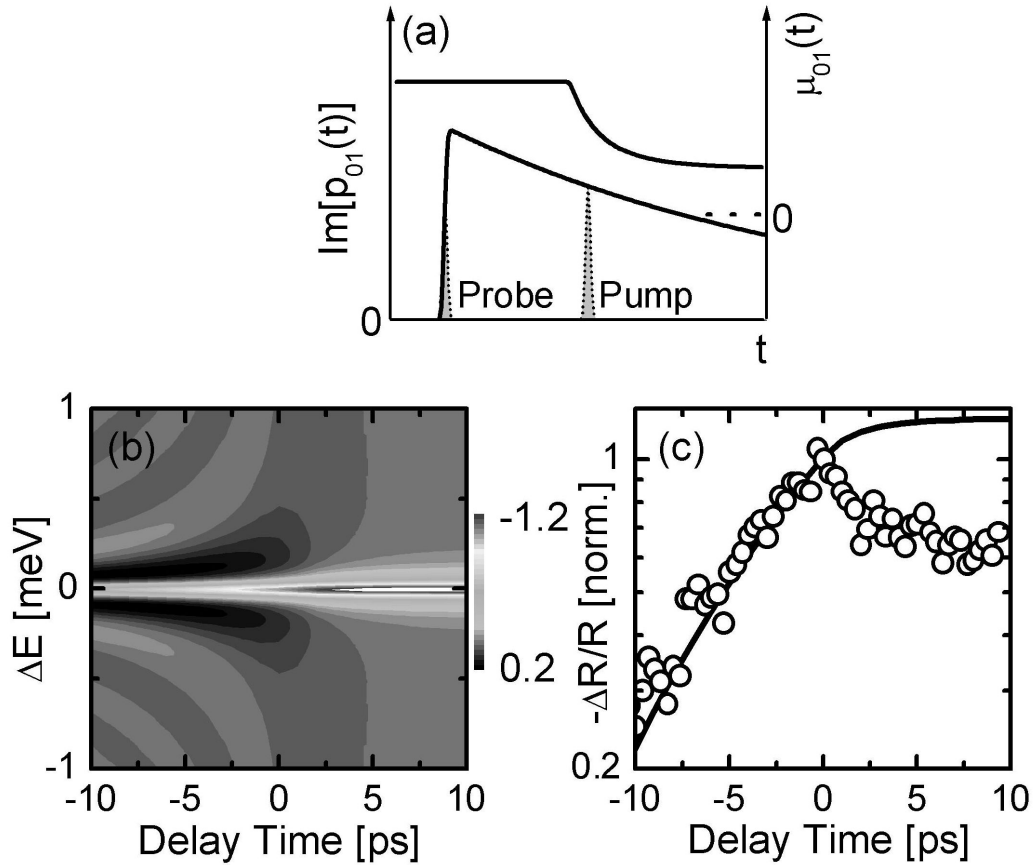 (a)
Im[p₀₁(t)]
μ₀₁(t)
0
Probe
Pump
0
t
(b)
ΔE [meV]
1
0
-1
-10
-5
0
5
10
Delay Time [ps]
-1.2
0.2
(c)
-ΔR/R [norm.]
1
0.2
-10
-5
0
5
10
Delay Time [ps]